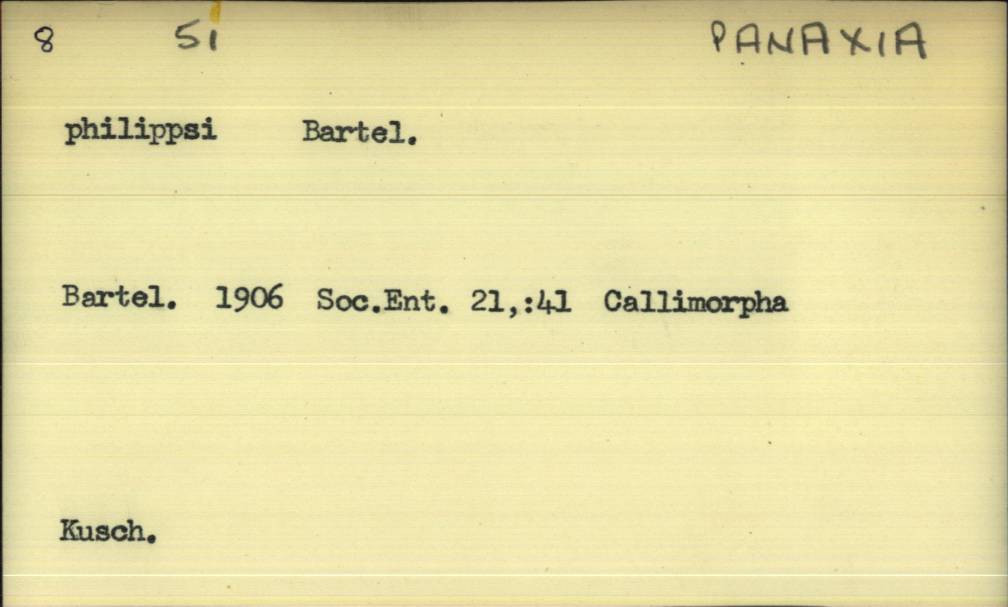 8 51 PANAXIA
philippsi Bartel.
Bartel. 1906 Soc.Ent. 21,:41 Callimorpha
Kusch.